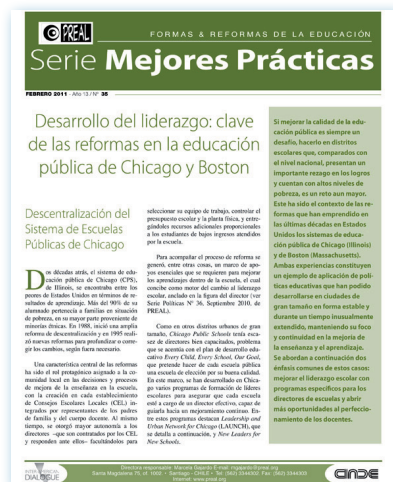 PREAL
FORMAS & REFORMAS DE LA EDUCACIÓN
Serie Mejores Prácticas
FEBRERO 2011 - Año 13 / N° 36
Desarrollo del liderazgo: clave
de las reformas en la educación
pública de Chicago y Boston
Descentralización del
Sistema de Escuelas
Públicas de Chicago
Dos décadas atrás, el sistema de edu-
cación pública de Chicago (CPS),
de Illinois, se encontraba entre los
peores de Estados Unidos en términos de re-
sultados de aprendizaje. Más del 90% de su
alumnado pertenecía a familias en situación
de pobreza, en su mayor parte proveniente de
minorías étnicas. En 1988, inició una amplia
reforma de descentralización y en 1995 reali-
zó nuevas reformas para profundizar o corre-
gir los cambios, según fuera necesario.
Una característica central de las reformas
ha sido el rol protagónico asignado a la co-
munidad local en las decisiones y procesos
de mejora de la enseñanza en la escuela,
con la creación en cada establecimiento
de Consejos Escolares Locales (CEL) in-
tegrados por representantes de los padres
de familia y del cuerpo docente. Al mismo
tiempo, se otorgó mayor autonomía a los
directores –que son contratados por los CEL
y responden ante ellos– facultándolos para
seleccionar su equipo de trabajo, controlar el
presupuesto escolar y la planta física, y entre-
gándoles recursos adicionales proporcionales
a los estudiantes de bajos ingresos atendidos
por la escuela.
Para acompañar el proceso de reforma se
generó, entre otras cosas, un marco de apo-
yos esenciales que se requieren para mejorar
los aprendizajes dentro de la escuela, el cual
concibe como motor del cambio al liderazgo
escolar, anclado en la figura del director (ver
Series Políticas N° 36, Septiembre 2010, de
PREAL).
Como en otros distritos urbanos de gran
tamaño, Chicago Public Schools tenía esca-
sez de directores bien capacitados, problema
que se acentúa con el plan de desarrollo edu-
cativo Every Child, Every School, Our Goal,
que pretende hacer de cada escuela pública
una escuela de elección por su buena calidad.
En este marco, se han desarrollado en Chica-
go varios programas de formación de líderes
escolares para asegurar que cada escuela
esté a cargo de un director efectivo, capaz de
guiarla hacia un mejoramiento continuo. En-
tre estos programas destacan Leadership and
Urban Network for Chicago (LAUNCH), que
se detalla a continuación, y New Leaders for
New Schools.
Si mejorar la calidad de la edu-
cación pública es siempre un
desafío, hacerlo en distritos
escolares que, comparados con
el nivel nacional, presentan un
importante rezago en los logros
y cuentan con altos niveles de
pobreza, es un reto aun mayor.
Este ha sido el contexto de las re-
formas que han emprendido en
las últimas décadas en Estados
Unidos los sistemas de educa-
ción pública de Chicago (Illinois)
y de Boston (Massachusetts).
Ambas experiencias constituyen
un ejemplo de aplicación de polí-
ticas educativas que han podido
desarrollarse en ciudades de
gran tamaño en forma estable y
durante un tiempo inusualmente
extendido, manteniendo su foco
y continuidad en la mejoría de
la enseñanza y el aprendizaje.
Se abordan a continuación dos
énfasis comunes de estos casos:
mejorar el liderazgo escolar con
programas específicos para los
directores de escuelas y abrir
más oportunidades al perfeccio-
namiento de los docentes.
INTER-AMERICAN
DIALOGUE
Directora responsable: Marcela Gajardo
Internet: www.preal.org
CINDE